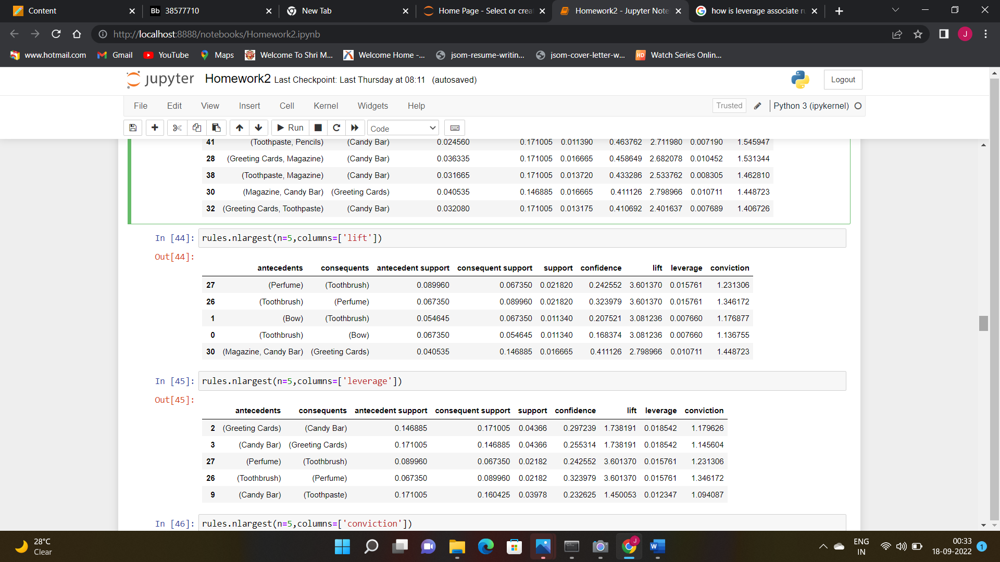 Content
38577710
New Tab
Home Page - Select or crea
Homework2 - Jupyter Note
how is leverage associate ru
http://localhost:8888/notebooks/Homework2.ipynb
J
www.hotmail.com Gmail YouTube Maps Welcome To Shri M... Welcome Home -... jsom-resume-writin... jsom-cover-letter-w... HD Watch Series Onlin...
jupyter Homework2 Last Checkpoint: Last Thursday at 08:11 (autosaved) Logout
File Edit View Insert Cell Kernel Widgets Help Trusted Python 3 (ipykernel)
Run Code
41 (Toothpaste, Pencils) (Candy Bar) 0.024560 0.171005 0.011390 0.463762 2.711980 0.007190 1.545947
28 (Greeting Cards, Magazine) (Candy Bar) 0.036335 0.171005 0.016665 0.458649 2.682078 0.010452 1.531344
38 (Toothpaste, Magazine) (Candy Bar) 0.031665 0.171005 0.013720 0.433286 2.533762 0.008305 1.462810
30 (Magazine, Candy Bar) (Greeting Cards) 0.040535 0.146885 0.016665 0.411126 2.798966 0.010711 1.448723
32 (Greeting Cards, Toothpaste) (Candy Bar) 0.032080 0.171005 0.013175 0.410692 2.401637 0.007689 1.406726
In [44]: rules.nlargest(n=5,columns=['lift'])
Out[44]:
antecedents consequents antecedent support consequent support support confidence lift leverage conviction
27 (Perfume) (Toothbrush) 0.089960 0.067350 0.021820 0.242552 3.601370 0.015761 1.231306
26 (Toothbrush) (Perfume) 0.067350 0.089960 0.021820 0.323979 3.601370 0.015761 1.346172
1 (Bow) (Toothbrush) 0.054645 0.067350 0.011340 0.207521 3.081236 0.007660 1.176877
0 (Toothbrush) (Bow) 0.067350 0.054645 0.011340 0.168374 3.081236 0.007660 1.136755
30 (Magazine, Candy Bar) (Greeting Cards) 0.040535 0.146885 0.016665 0.411126 2.798966 0.010711 1.448723
In [45]: rules.nlargest(n=5,columns=['leverage'])
Out[45]:
antecedents consequents antecedent support consequent support support confidence lift leverage conviction
2 (Greeting Cards) (Candy Bar) 0.146885 0.171005 0.04366 0.297239 1.738191 0.018542 1.179626
3 (Candy Bar) (Greeting Cards) 0.171005 0.146885 0.04366 0.255314 1.738191 0.018542 1.145604
27 (Perfume) (Toothbrush) 0.089960 0.067350 0.02182 0.242552 3.601370 0.015761 1.231306
26 (Toothbrush) (Perfume) 0.067350 0.089960 0.02182 0.323979 3.601370 0.015761 1.346172
9 (Candy Bar) (Toothpaste) 0.171005 0.160425 0.03978 0.232625 1.450053 0.012347 1.094087
In [46]: rules.nlargest(n=5,columns=['conviction'])
28°C
Clear
ENG
IN
00:33
18-09-2022
1